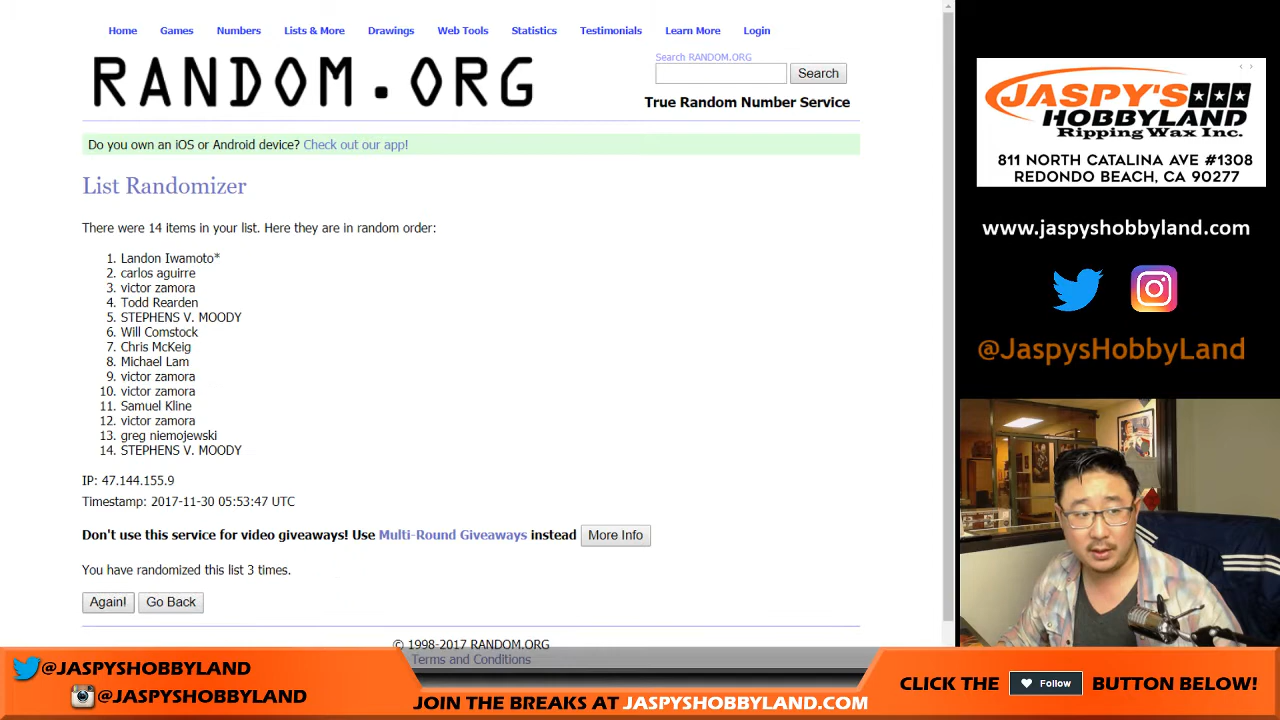 Home Games Numbers Lists & More Drawings Web Tools Statistics Testimonials Learn More Login
RANDOM.ORG
Search RANDOM.ORG
Search
True Random Number Service
Do you own an iOS or Android device? Check out our app!
List Randomizer
There were 14 items in your list. Here they are in random order:
1. Landon Iwamoto*
2. carlos aguirre
3. victor zamora
4. Todd Rearden
5. STEPHENS V. MOODY
6. Will Comstock
7. Chris McKeig
8. Michael Lam
9. victor zamora
10. victor zamora
11. Samuel Kline
12. victor zamora
13. greg niemojewski
14. STEPHENS V. MOODY
IP: 47.144.155.9
Timestamp: 2017-11-30 05:53:47 UTC
Don't use this service for video giveaways! Use Multi-Round Giveaways instead More Info
You have randomized this list 3 times.
Again! Go Back
© 1998-2017 RANDOM.ORG
Terms and Conditions
JASPY'S
HOBBYLAND
Ripping Wax Inc.
811 NORTH CATALINA AVE #1308
REDONDO BEACH, CA 90277
www.jaspyshobbyland.com
@JaspysHobbyLand
@JASPYSHOBBYLAND
@JASPYSHOBBYLAND
JOIN THE BREAKS AT JASPYSHOBBYLAND.COM
CLICK THE Follow BUTTON BELOW!